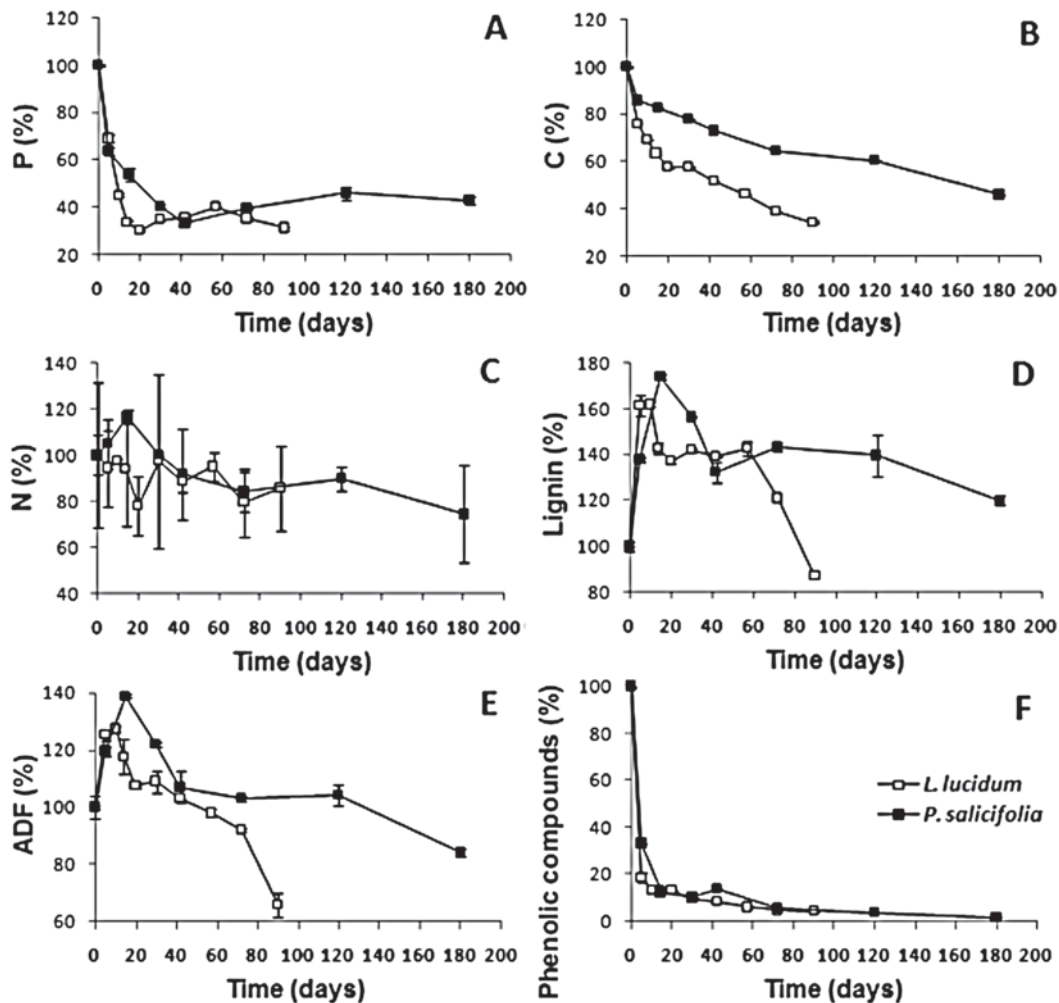 A
P (%)
120
100
80
60
40
20
0 20 40 60 80 100 120 140 160 180 200
Time (days)
B
C (%)
120
100
80
60
40
20
0 20 40 60 80 100 120 140 160 180 200
Time (days)
C
N (%)
140
120
100
80
60
40
0 20 40 60 80 100 120 140 160 180 200
Time (days)
D
Lignin (%)
180
160
140
120
100
80
0 20 40 60 80 100 120 140 160 180 200
Time (days)
E
ADF (%)
140
120
100
80
60
0 20 40 60 80 100 120 140 160 180 200
Time (days)
F
Phenolic compounds (%)
100
80
60
40
20
0
0 20 40 60 80 100 120 140 160 180 200
Time (days)
L. lucidum
P. salicifolia